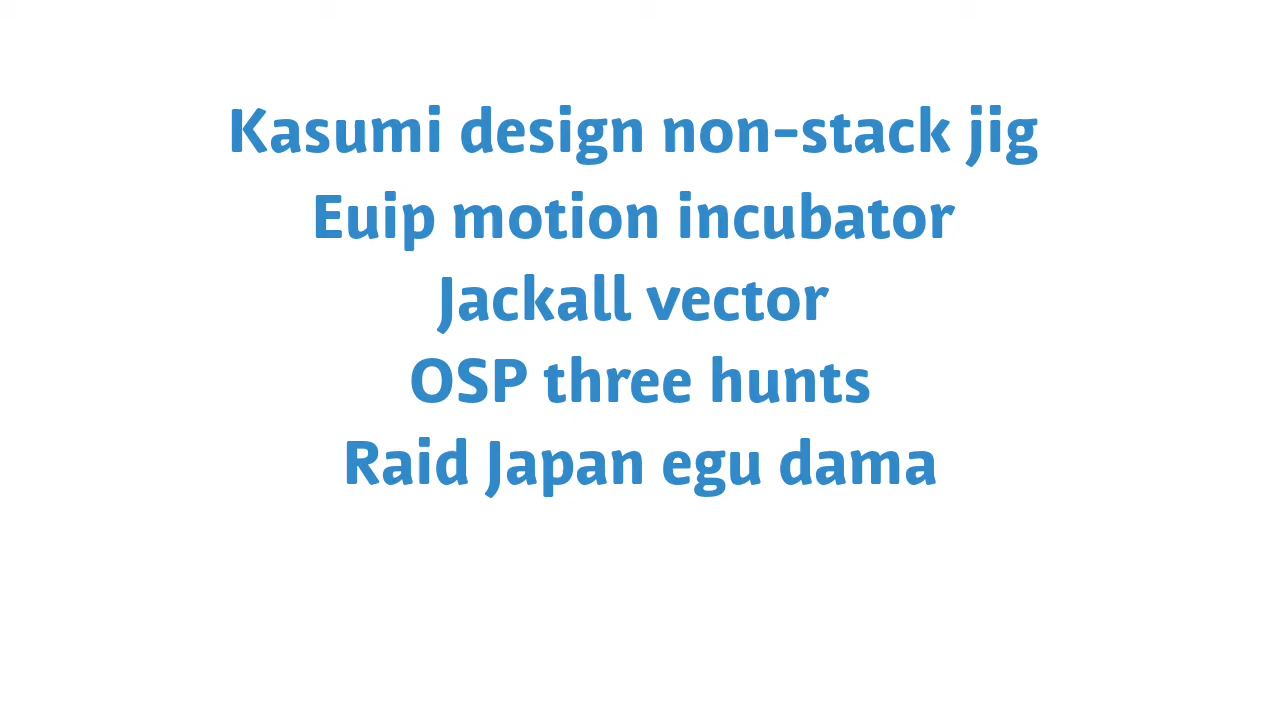 Kasumi design non-stack jig
Euip motion incubator
Jackall vector
OSP three hunts
Raid Japan egu dama